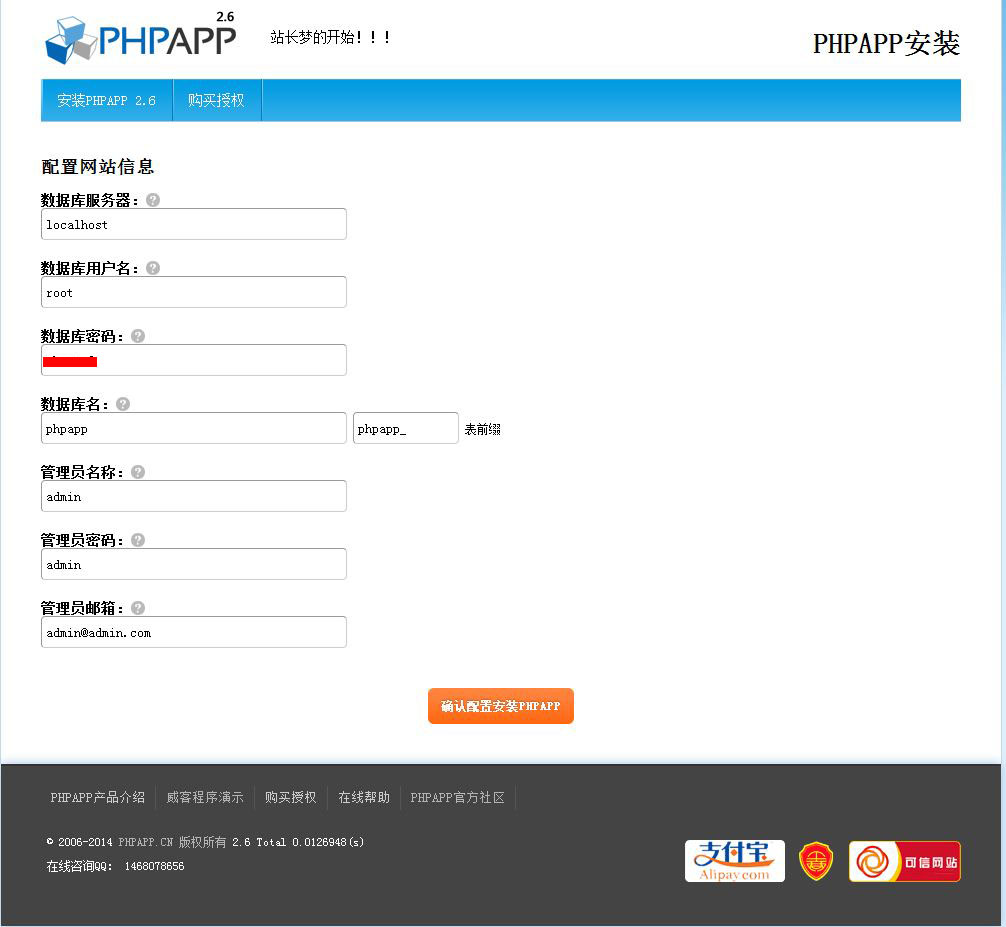 2.6
PHPAPP 站长梦的开始！！！
PHPAPP安装
安装PHPAPP 2.6 购买授权
配置网站信息
数据库服务器： ?
localhost
数据库用户名： ?
root
数据库密码： ?
数据库名： ?
phpapp phpapp_ 表前缀
管理员名称： ?
admin
管理员密码： ?
admin
管理员邮箱： ?
admin@admin.com
确认配置安装PHPAPP
PHPAPP产品介绍 威客程序演示 购买授权 在线帮助 PHPAPP官方社区
© 2006-2014 PHPAPP.CN 版权所有 2.6 Total 0.0126948(s)
在线咨询QQ： 1468078656
支付宝
Alipay.com
可信网站